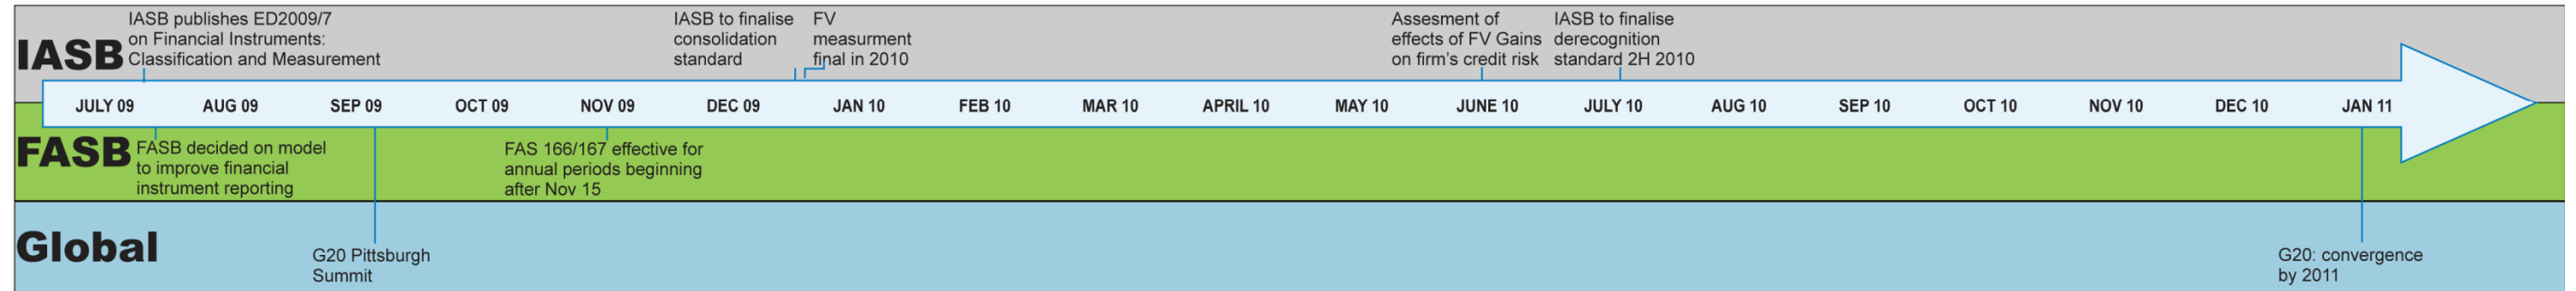 IASB
IASB publishes ED2009/7
on Financial Instruments:
Classification and Measurement
IASB to finalise
consolidation
standard
FV
measurment
final in 2010
Assesment of
effects of FV Gains
on firm's credit risk
IASB to finalise
derecognition
standard 2H 2010
JULY 09 AUG 09 SEP 09 OCT 09 NOV 09 DEC 09 JAN 10 FEB 10 MAR 10 APRIL 10 MAY 10 JUNE 10 JULY 10 AUG 10 SEP 10 OCT 10 NOV 10 DEC 10 JAN 11
FASB
FASB decided on model
to improve financial
instrument reporting
FAS 166/167 effective for
annual periods beginning
after Nov 15
Global
G20 Pittsburgh
Summit
G20: convergence
by 2011